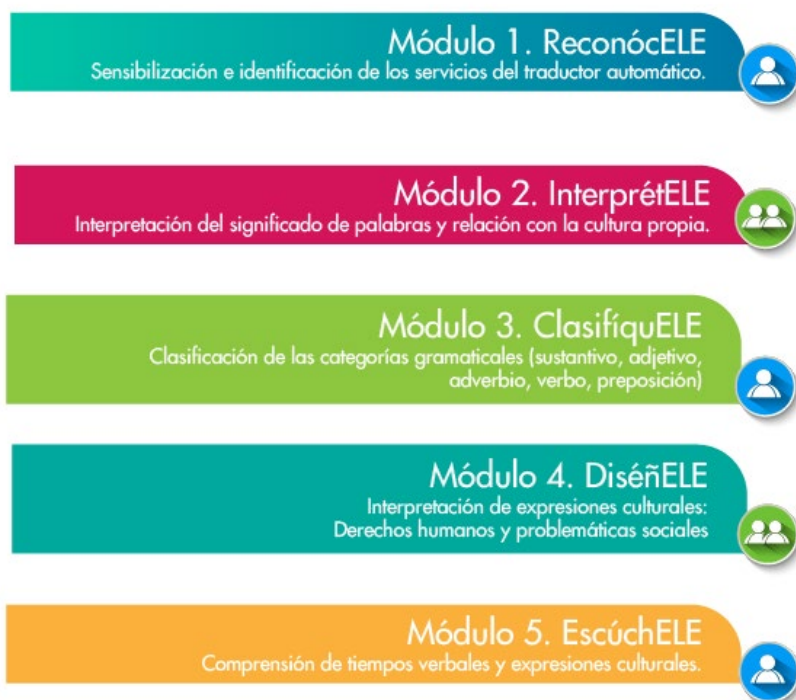 Módulo 1. ReconócELE
Sensibilización e identificación de los servicios del traductor automático.
Módulo 2. InterprétELE
Interpretación del significado de palabras y relación con la cultura propia.
Módulo 3. ClasifíquELE
Clasificación de las categorías gramaticales (sustantivo, adjetivo,
adverbio, verbo, preposición)
Módulo 4. DiséñELE
Interpretación de expresiones culturales:
Derechos humanos y problemáticas sociales
Módulo 5. EscúchELE
Comprensión de tiempos verbales y expresiones culturales.